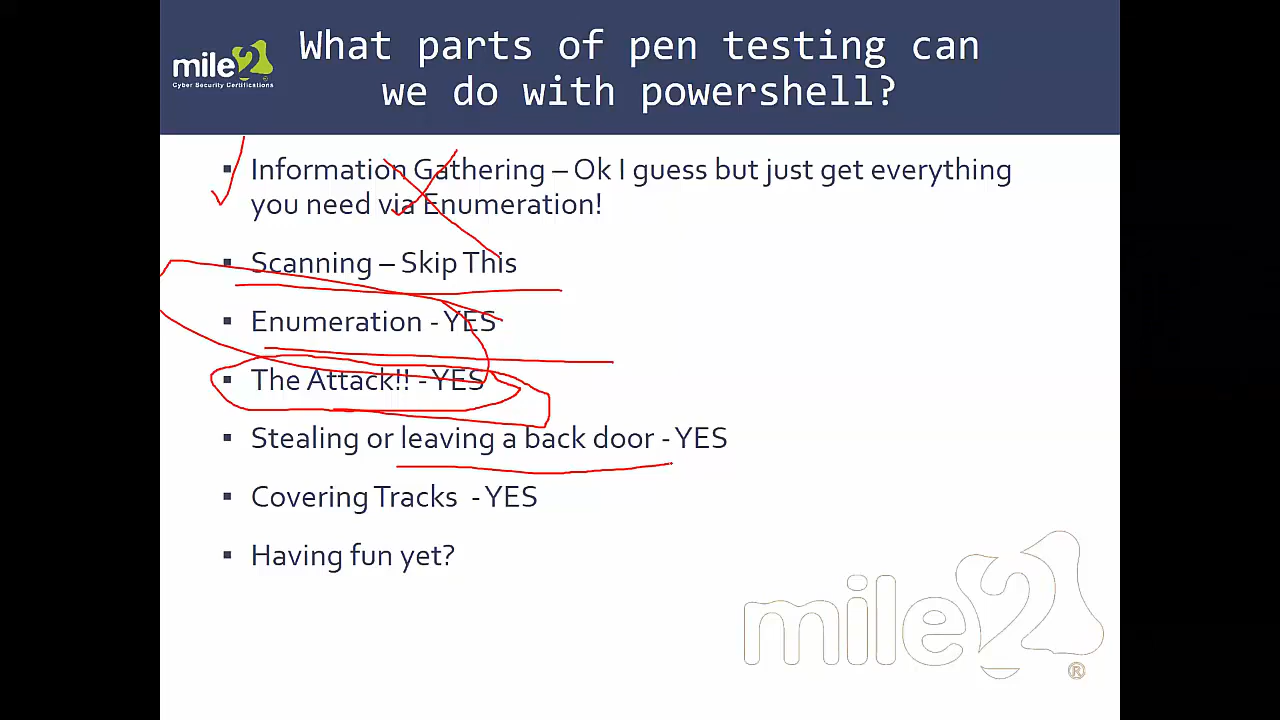 What parts of pen testing can
we do with powershell?
mile2
®
Cyber Security Certifications
▪ Information Gathering – Ok I guess but just get everything
you need via Enumeration!
▪ Scanning – Skip This
▪ Enumeration - YES
▪ The Attack!! - YES
▪ Stealing or leaving a back door - YES
▪ Covering Tracks - YES
▪ Having fun yet?
mile2
®